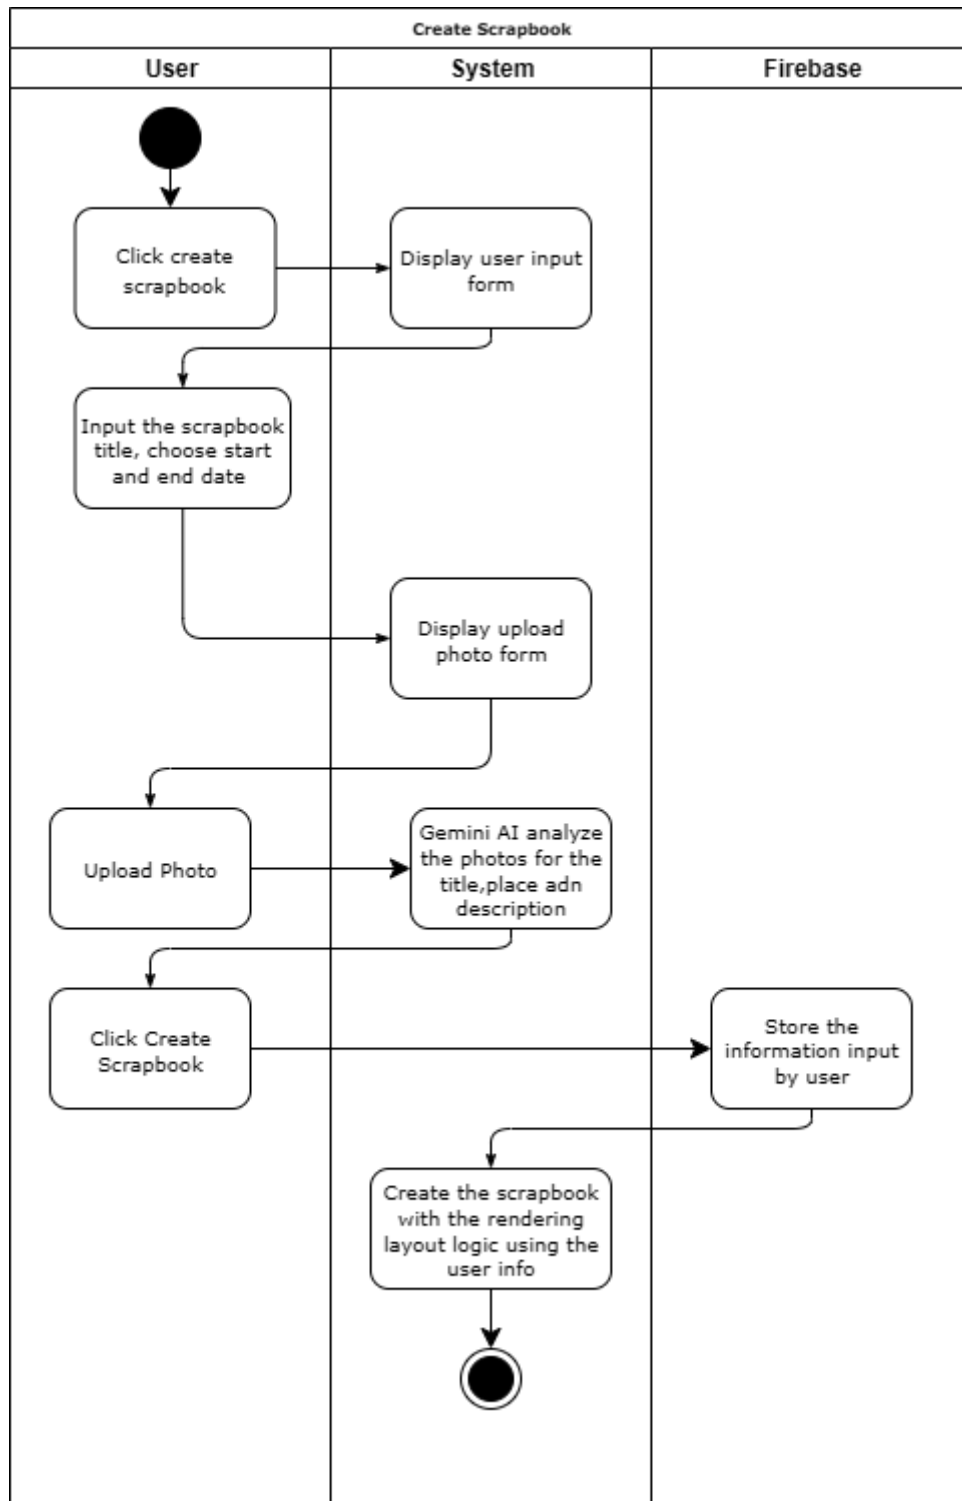 Create Scrapbook
User
System
Firebase
Click create
scrapbook
Display user input
form
Input the scrapbook
title, choose start
and end date
Display upload
photo form
Upload Photo
Gemini AI analyze
the photos for the
title,place adn
description
Click Create
Scrapbook
Store the
information input
by user
Create the scrapbook
with the rendering
layout logic using the
user info